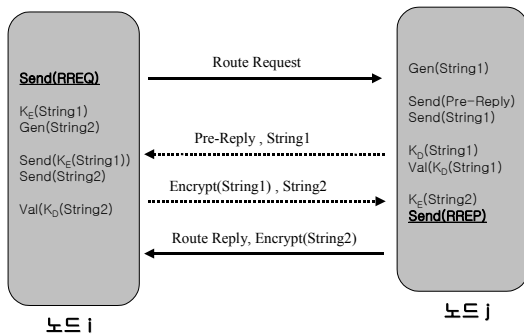 Send(RREQ)
K_E(String1)
Gen(String2)
Send(K_E(String1))
Send(String2)
Val(K_D(String2)
Route Request
Pre-Reply , String1
Encrypt(String1) , String2
Route Reply, Encrypt(String2)
Gen(String1)
Send(Pre-Reply)
Send(String1)
K_D(String1)
Val(K_D(String1)
K_E(String2)
Send(RREP)
노드 i
노드 j